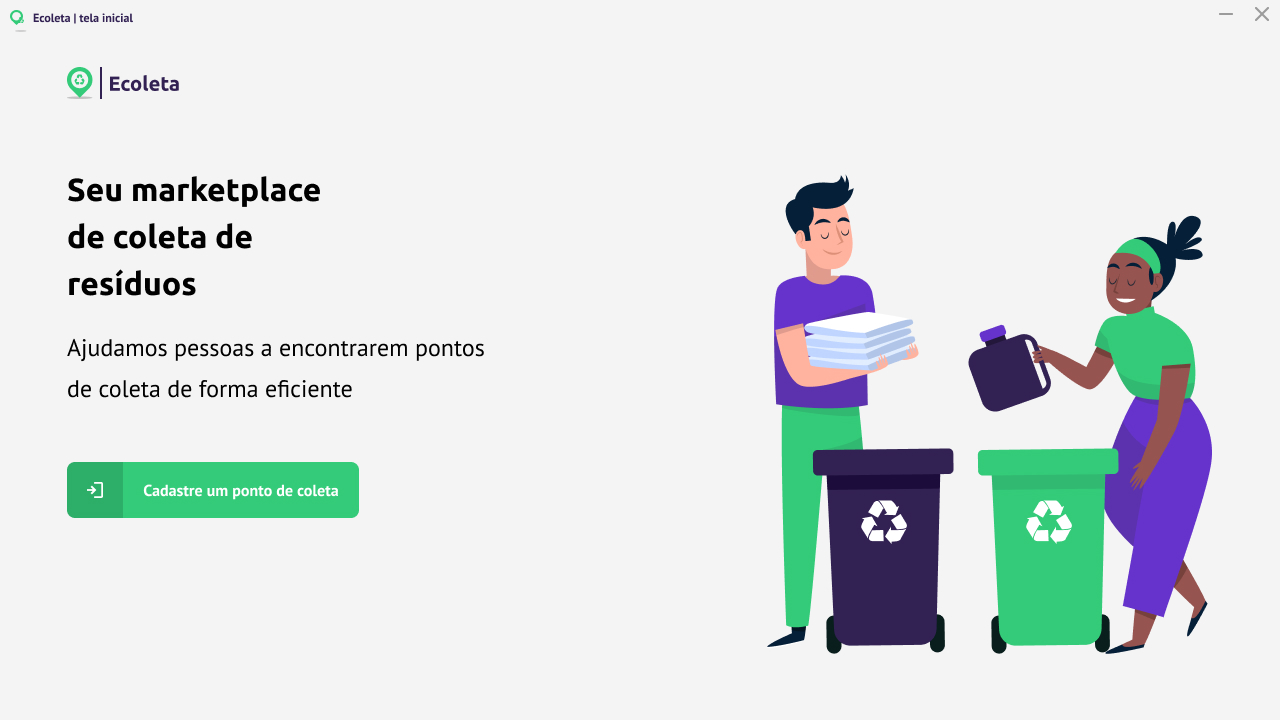 Ecoleta | tela inicial
Ecoleta
Seu marketplace
de coleta de
resíduos
Ajudamos pessoas a encontrarem pontos
de coleta de forma eficiente
Cadastre um ponto de coleta